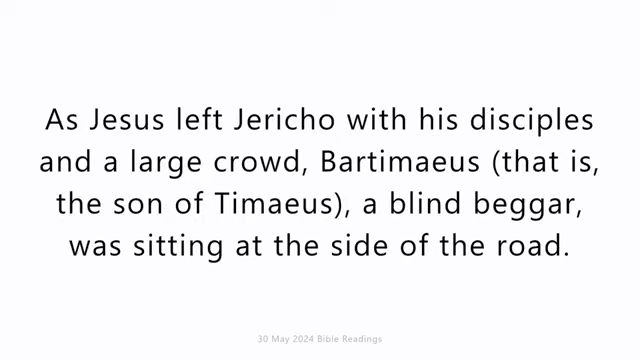 As Jesus left Jericho with his disciples
and a large crowd, Bartimaeus (that is,
the son of Timaeus), a blind beggar,
was sitting at the side of the road.
30 May 2024 Bible Readings